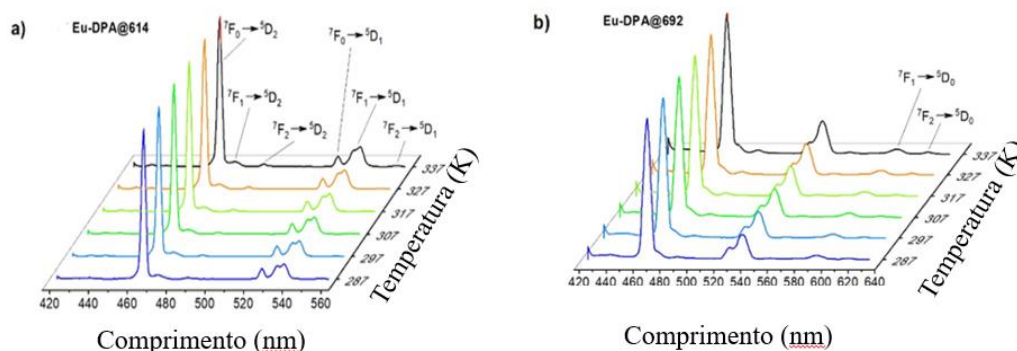 a)
Eu-DPA@614
⁷F₀→⁵D₂
⁷F₀→⁵D₁
⁷F₁→⁵D₂
⁷F₂→⁵D₂
⁷F₁→⁵D₁
⁷F₂→⁵D₁
337
327
317
307
297
287
Temperatura (K)
420 440 460 480 500 520 540 560
Comprimento (nm)
b)
Eu-DPA@692
⁷F₁→⁵D₀
⁷F₂→⁵D₀
337
327
317
307
297
287
Temperatura (K)
420 440 460 480 500 520 540 560 580 600 620 640
Comprimento (nm)